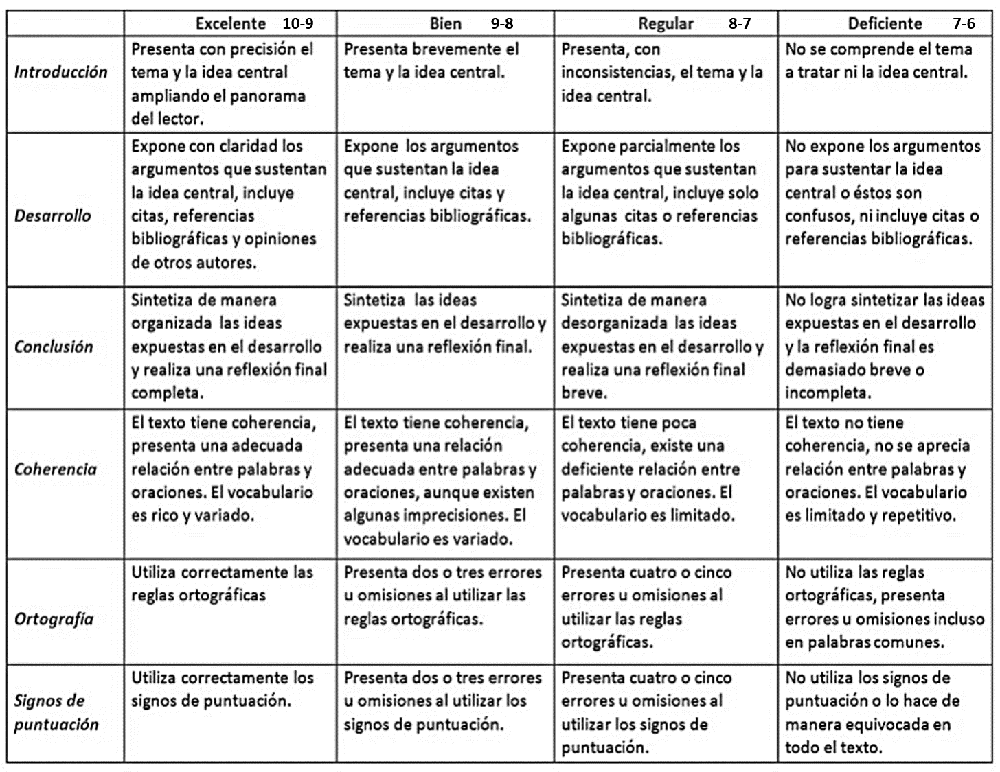 Excelente 10-9
Bien 9-8
Regular 8-7
Deficiente 7-6
Introducción
Presenta con precisión el
tema y la idea central
ampliando el panorama
del lector.
Presenta brevemente el
tema y la idea central.
Presenta, con
inconsistencias, el tema y la
idea central.
No se comprende el tema
a tratar ni la idea central.
Desarrollo
Expone con claridad los
argumentos que sustentan
la idea central, incluye
citas, referencias
bibliográficas y opiniones
de otros autores.
Expone los argumentos
que sustentan la idea
central, incluye citas y
referencias bibliográficas.
Expone parcialmente los
argumentos que sustentan
la idea central, incluye solo
algunas citas o referencias
bibliográficas.
No expone los argumentos
para sustentar la idea
central o éstos son
confusos, ni incluye citas o
referencias bibliográficas.
Conclusión
Sintetiza de manera
organizada las ideas
expuestas en el desarrollo
y realiza una reflexión final
completa.
Sintetiza las ideas
expuestas en el desarrollo y
realiza una reflexión final.
Sintetiza de manera
desorganizada las ideas
expuestas en el desarrollo y
realiza una reflexión final
breve.
No logra sintetizar las ideas
expuestas en el desarrollo
y la reflexión final es
demasiado breve o
incompleta.
Coherencia
El texto tiene coherencia,
presenta una adecuada
relación entre palabras y
oraciones. El vocabulario
es rico y variado.
El texto tiene coherencia,
presenta una relación
adecuada entre palabras y
oraciones, aunque existen
algunas imprecisiones. El
vocabulario es variado.
El texto tiene poca
coherencia, existe una
deficiente relación entre
palabras y oraciones. El
vocabulario es limitado.
El texto no tiene
coherencia, no se aprecia
relación entre palabras y
oraciones. El vocabulario
es limitado y repetitivo.
Ortografía
Utiliza correctamente las
reglas ortográficas
Presenta dos o tres errores
u omisiones al utilizar las
reglas ortográficas.
Presenta cuatro o cinco
errores u omisiones al
utilizar las reglas
ortográficas.
No utiliza las reglas
ortográficas, presenta
errores u omisiones incluso
en palabras comunes.
Signos de
puntuación
Utiliza correctamente los
signos de puntuación.
Presenta dos o tres errores
u omisiones al utilizar los
signos de puntuación.
Presenta cuatro o cinco
errores u omisiones al
utilizar los signos de
puntuación.
No utiliza los signos de
puntuación o lo hace de
manera equivocada en
todo el texto.